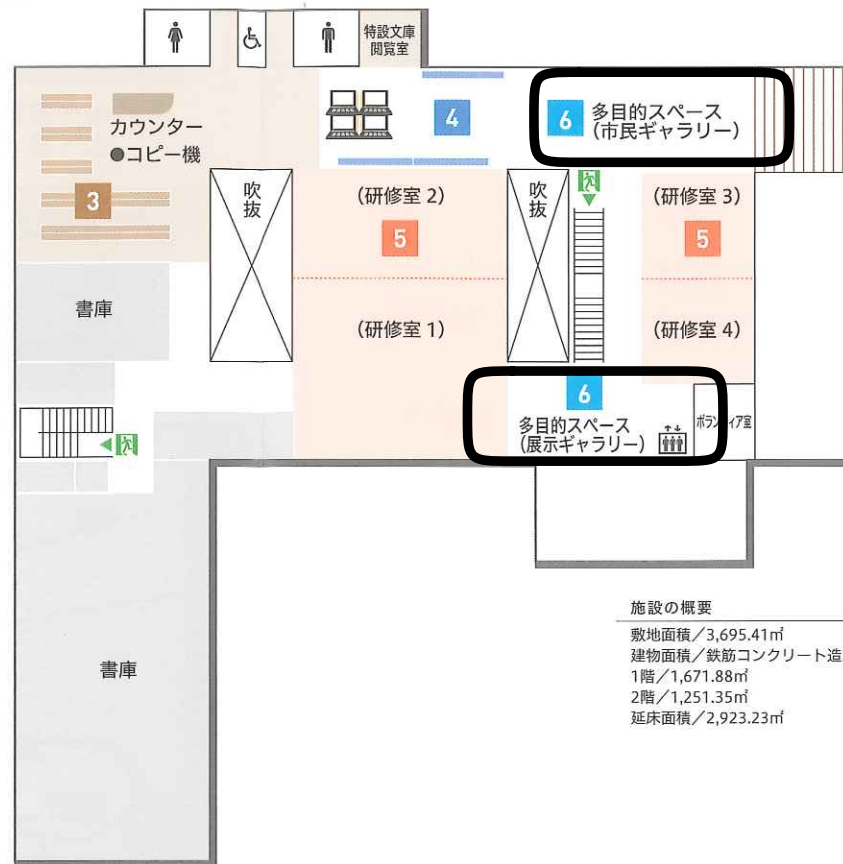 特設文庫
閲覧室
カウンター
●コピー機
3
4
6
多目的スペース
(市民ギャラリー)
吹抜
(研修室 2)
5
吹抜
(研修室 3)
5
書庫
(研修室 1)
(研修室 4)
6
多目的スペース
(展示ギャラリー)
ボランティア室
書庫
施設の概要
敷地面積／3,695.41㎡
建物面積／鉄筋コンクリート造
1階／1,671.88㎡
2階／1,251.35㎡
延床面積／2,923.23㎡